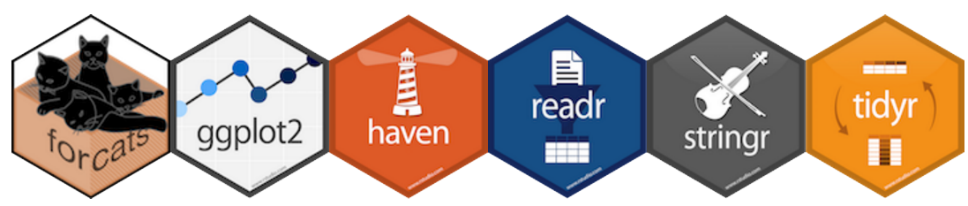 forcats
ggplot2
haven
readr
stringr
tidyr